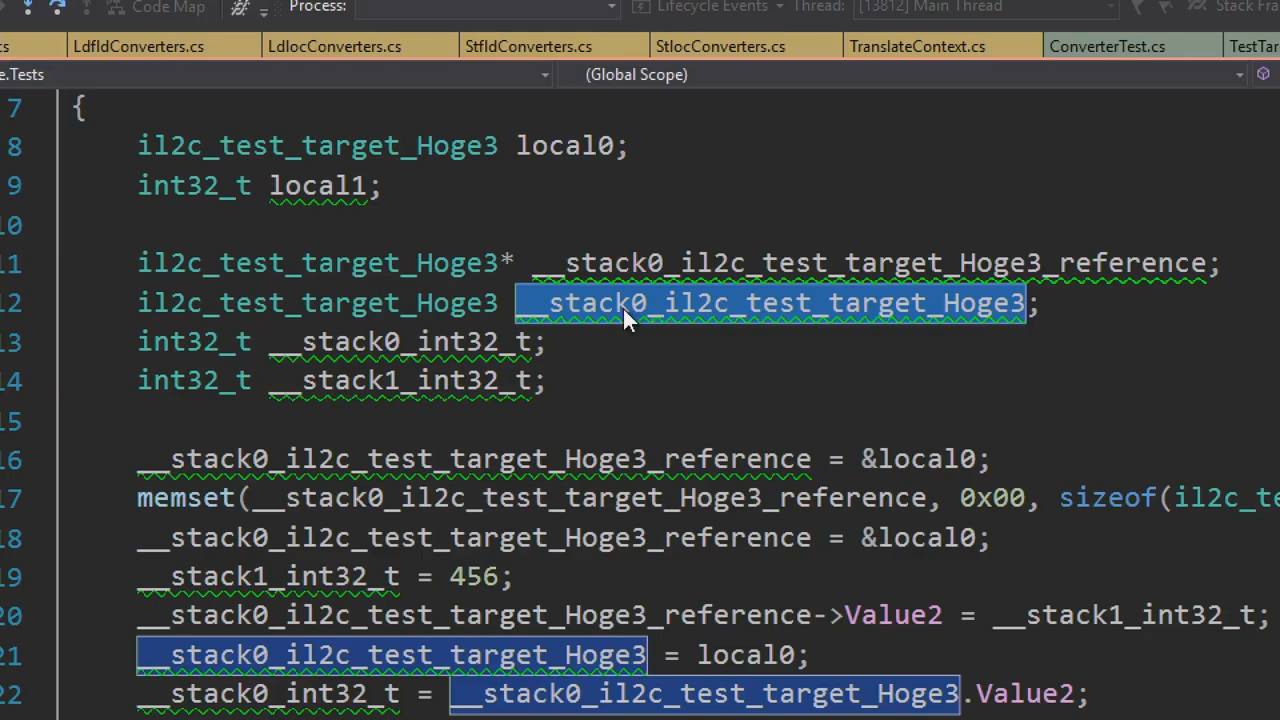 Code Map Process: Lifecycle Events Thread: [13812] Main Thread Stack Fra
cs LdfldConverters.cs LdlocConverters.cs StfldConverters.cs StlocConverters.cs TranslateContext.cs ConverterTest.cs TestTar
e.Tests (Global Scope)
7 {
8 il2c_test_target_Hoge3 local0;
9 int32_t local1;
10
11 il2c_test_target_Hoge3* __stack0_il2c_test_target_Hoge3_reference;
12 il2c_test_target_Hoge3 __stack0_il2c_test_target_Hoge3;
13 int32_t __stack0_int32_t;
14 int32_t __stack1_int32_t;
15
16 __stack0_il2c_test_target_Hoge3_reference = &local0;
17 memset(__stack0_il2c_test_target_Hoge3_reference, 0x00, sizeof(il2c_te
18 __stack0_il2c_test_target_Hoge3_reference = &local0;
19 __stack1_int32_t = 456;
20 __stack0_il2c_test_target_Hoge3_reference->Value2 = __stack1_int32_t;
21 __stack0_il2c_test_target_Hoge3 = local0;
22 __stack0_int32_t = __stack0_il2c_test_target_Hoge3.Value2;